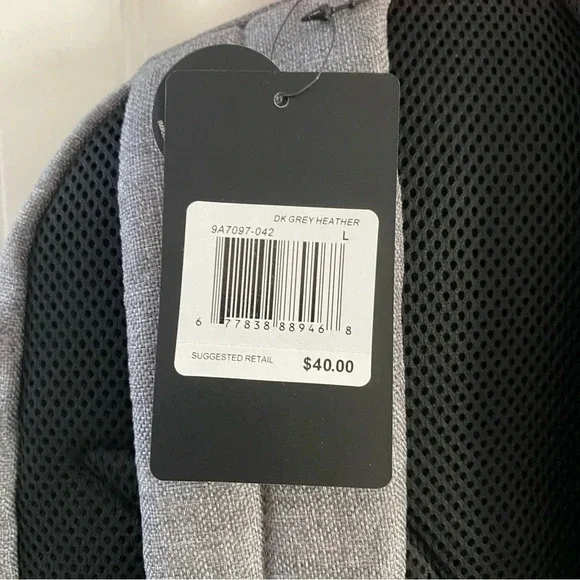 DK GREY HEATHER
9A7097-042 L
6 77838 88946 8
SUGGESTED RETAIL $40.00